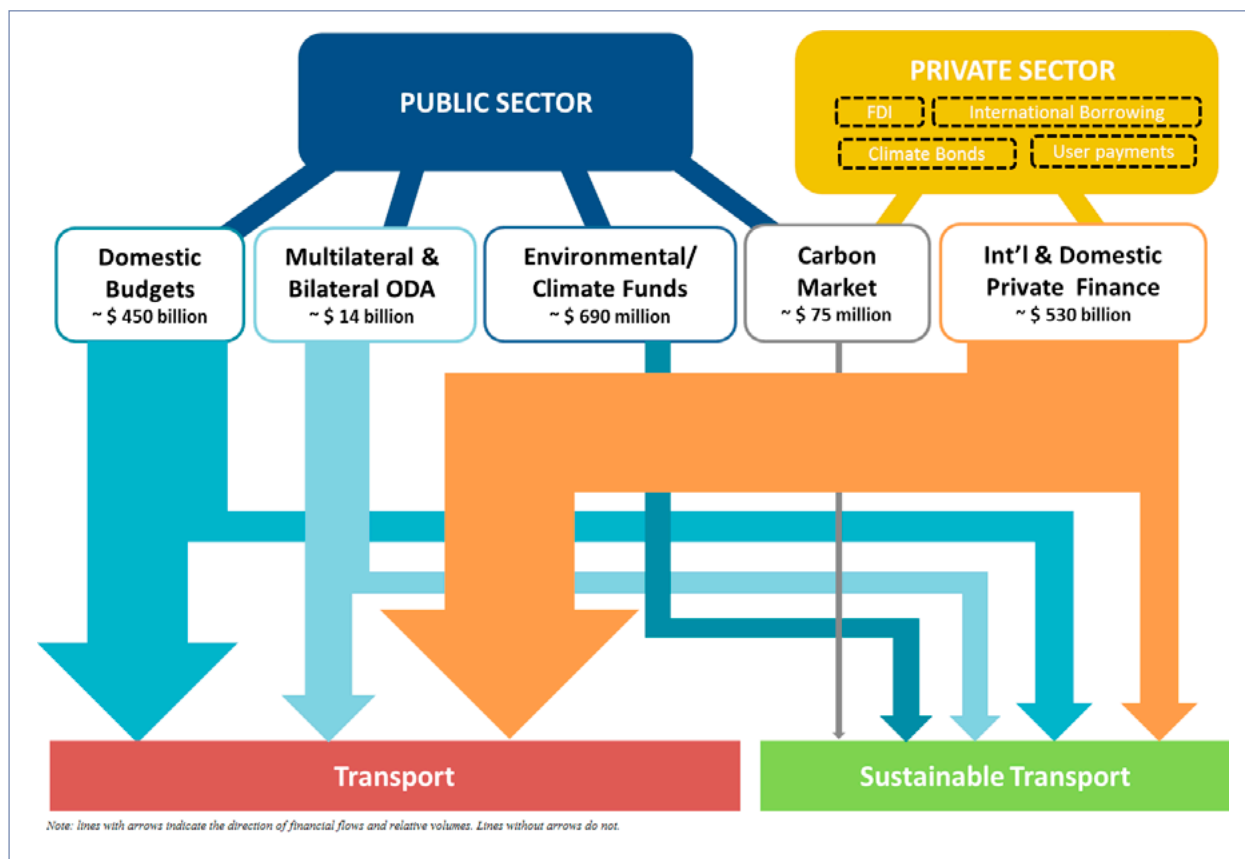 PUBLIC SECTOR
PRIVATE SECTOR
FDI
International Borrowing
Climate Bonds
User payments
Domestic
Budgets
~ $ 450 billion
Multilateral &
Bilateral ODA
~ $ 14 billion
Environmental/
Climate Funds
~ $ 690 million
Carbon
Market
~ $ 75 million
Int'l & Domestic
Private Finance
~ $ 530 billion
Transport
Sustainable Transport
Note: lines with arrows indicate the direction of financial flows and relative volumes. Lines without arrows do not.